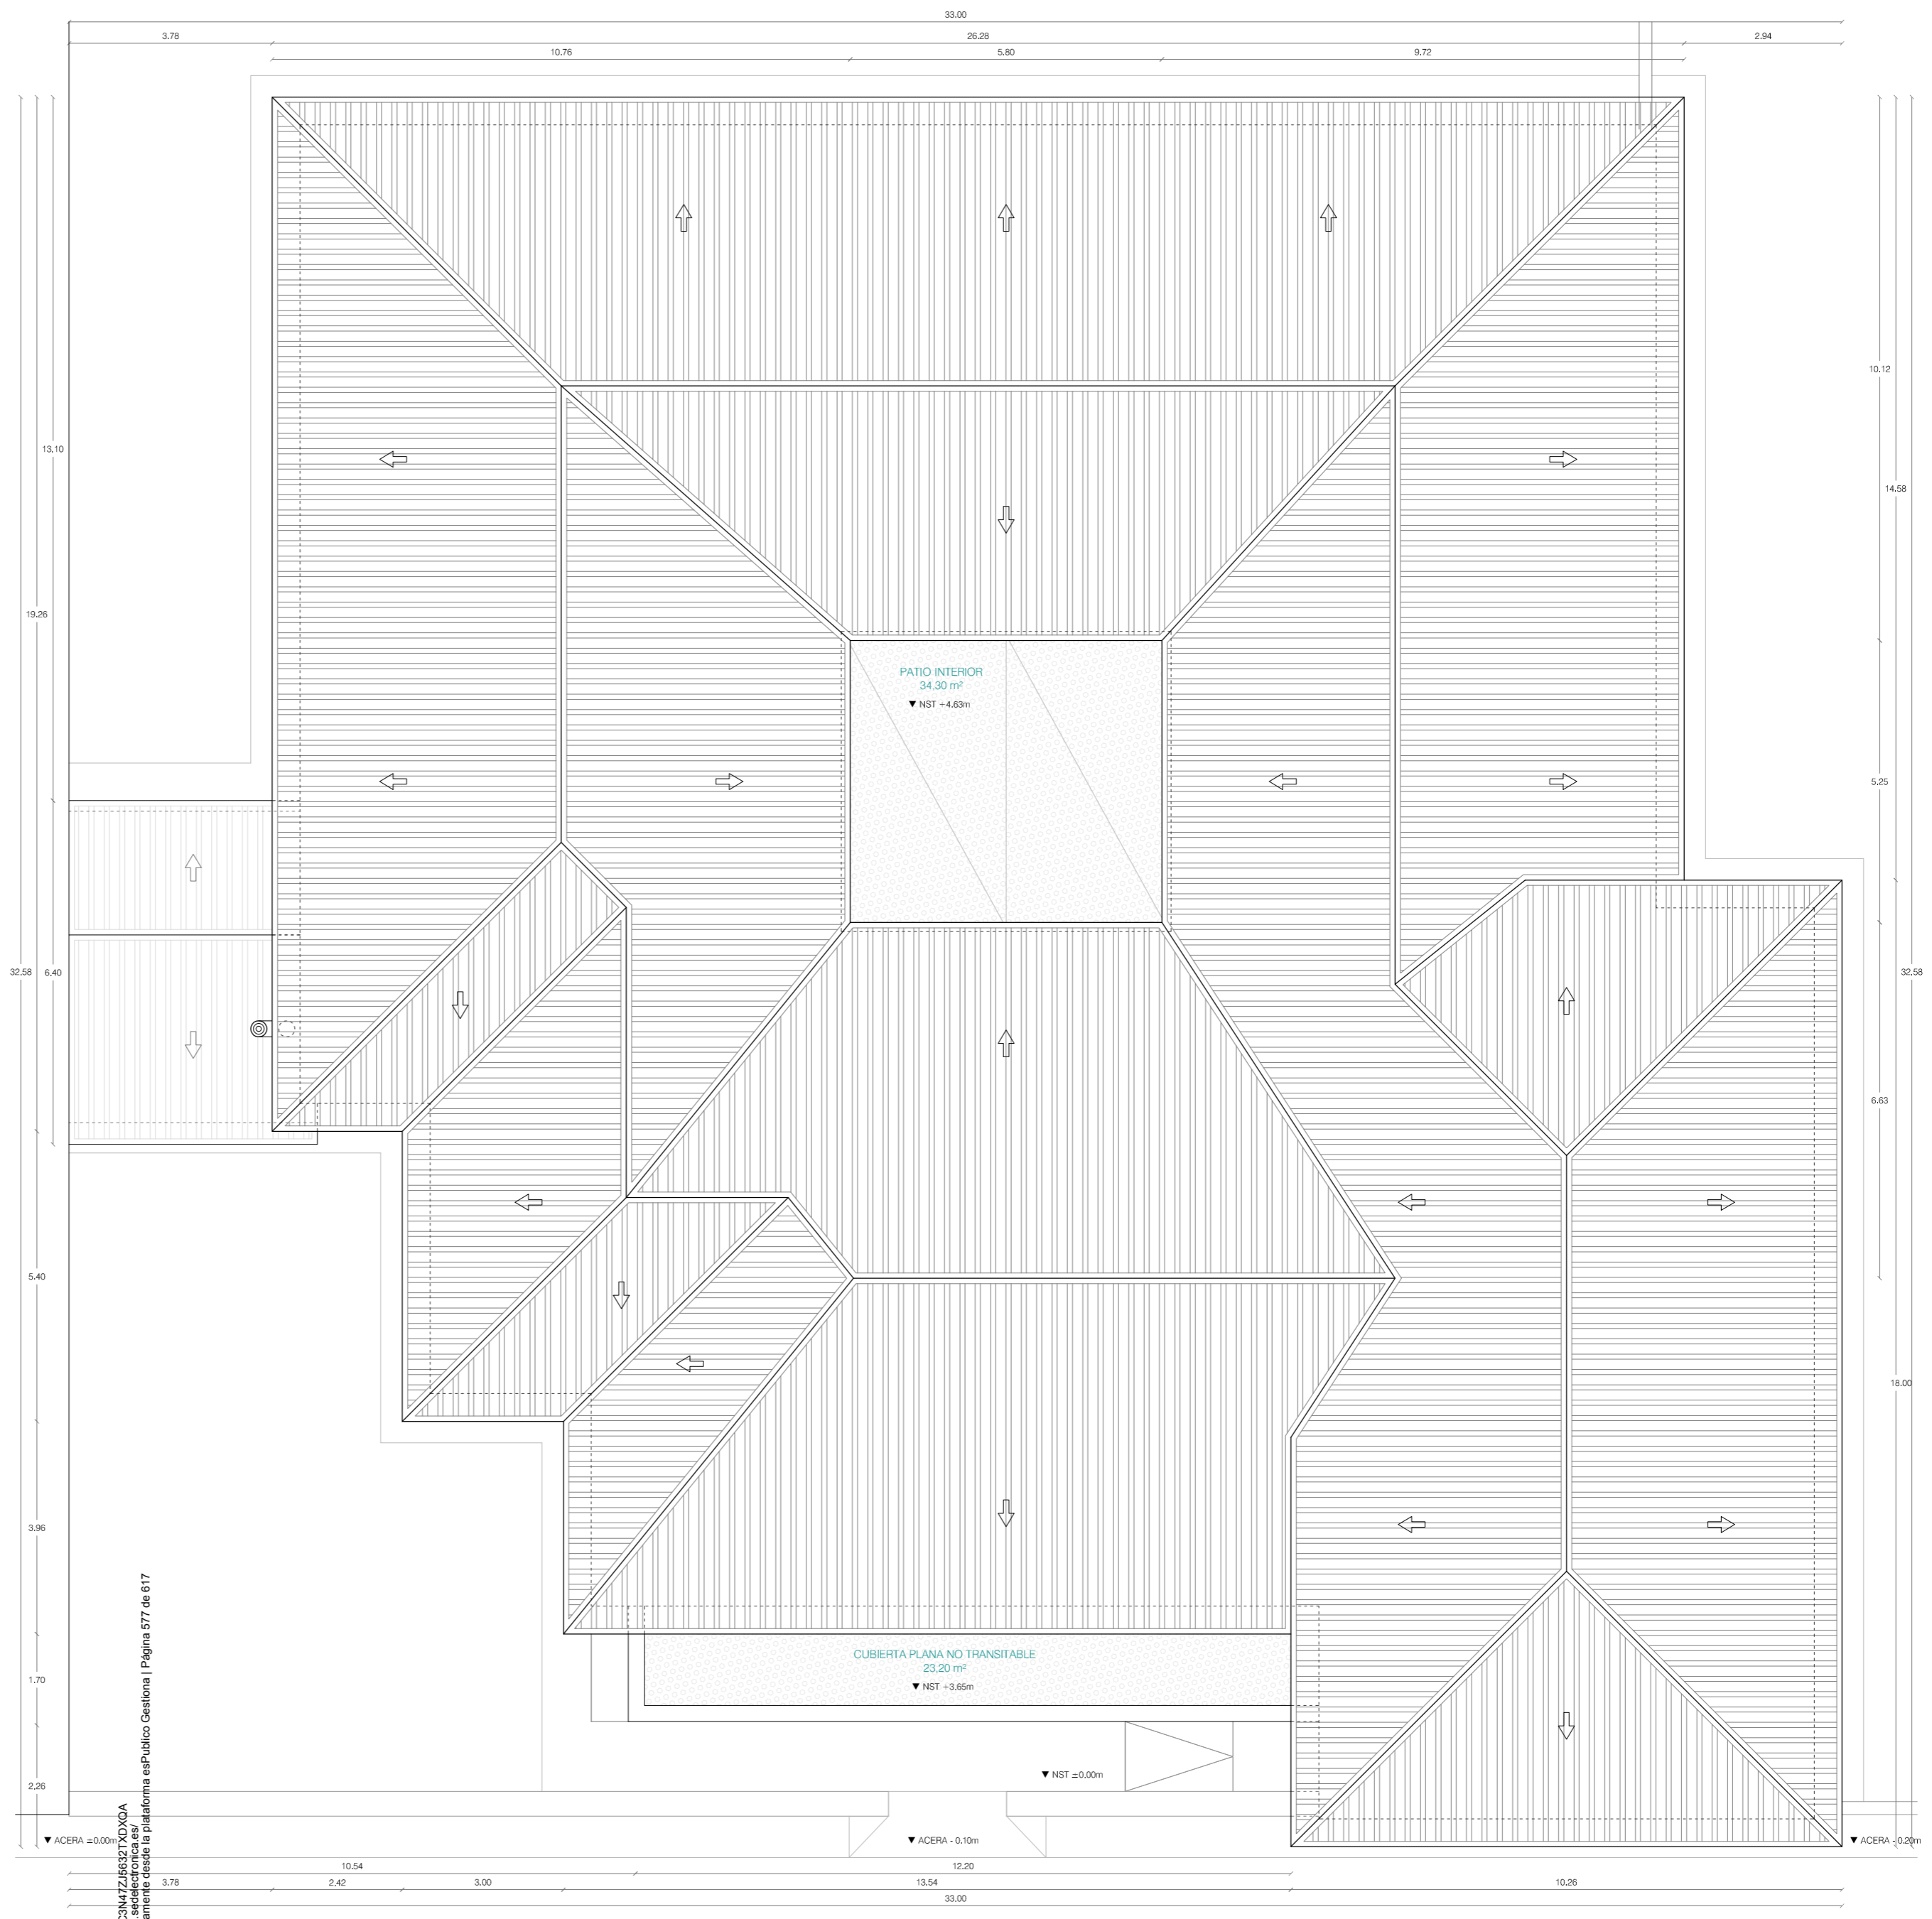 33.00
3.78
26.28
2.94
10.76
5.80
9.72
10.12
13.10
14.58
19.26
PATIO INTERIOR
34,30 m²
▼ NST +4.63m
5.25
32.58
6.40
32.58
6.63
5.40
18.00
3.96
CUBIERTA PLANA NO TRANSITABLE
23,20 m²
▼ NST +3.65m
1.70
2.26
▼ NST ±0.00m
▼ ACERA ±0.00m
▼ ACERA - 0.10m
▼ ACERA - 0.20m
10.54
12.20
3.78
2.42
3.00
13.54
10.26
33.00
C3N47ZJ5632TXDXQA
.sedelectronica.es/
amente desde la plataforma esPublico Gestiona | Página 577 de 617